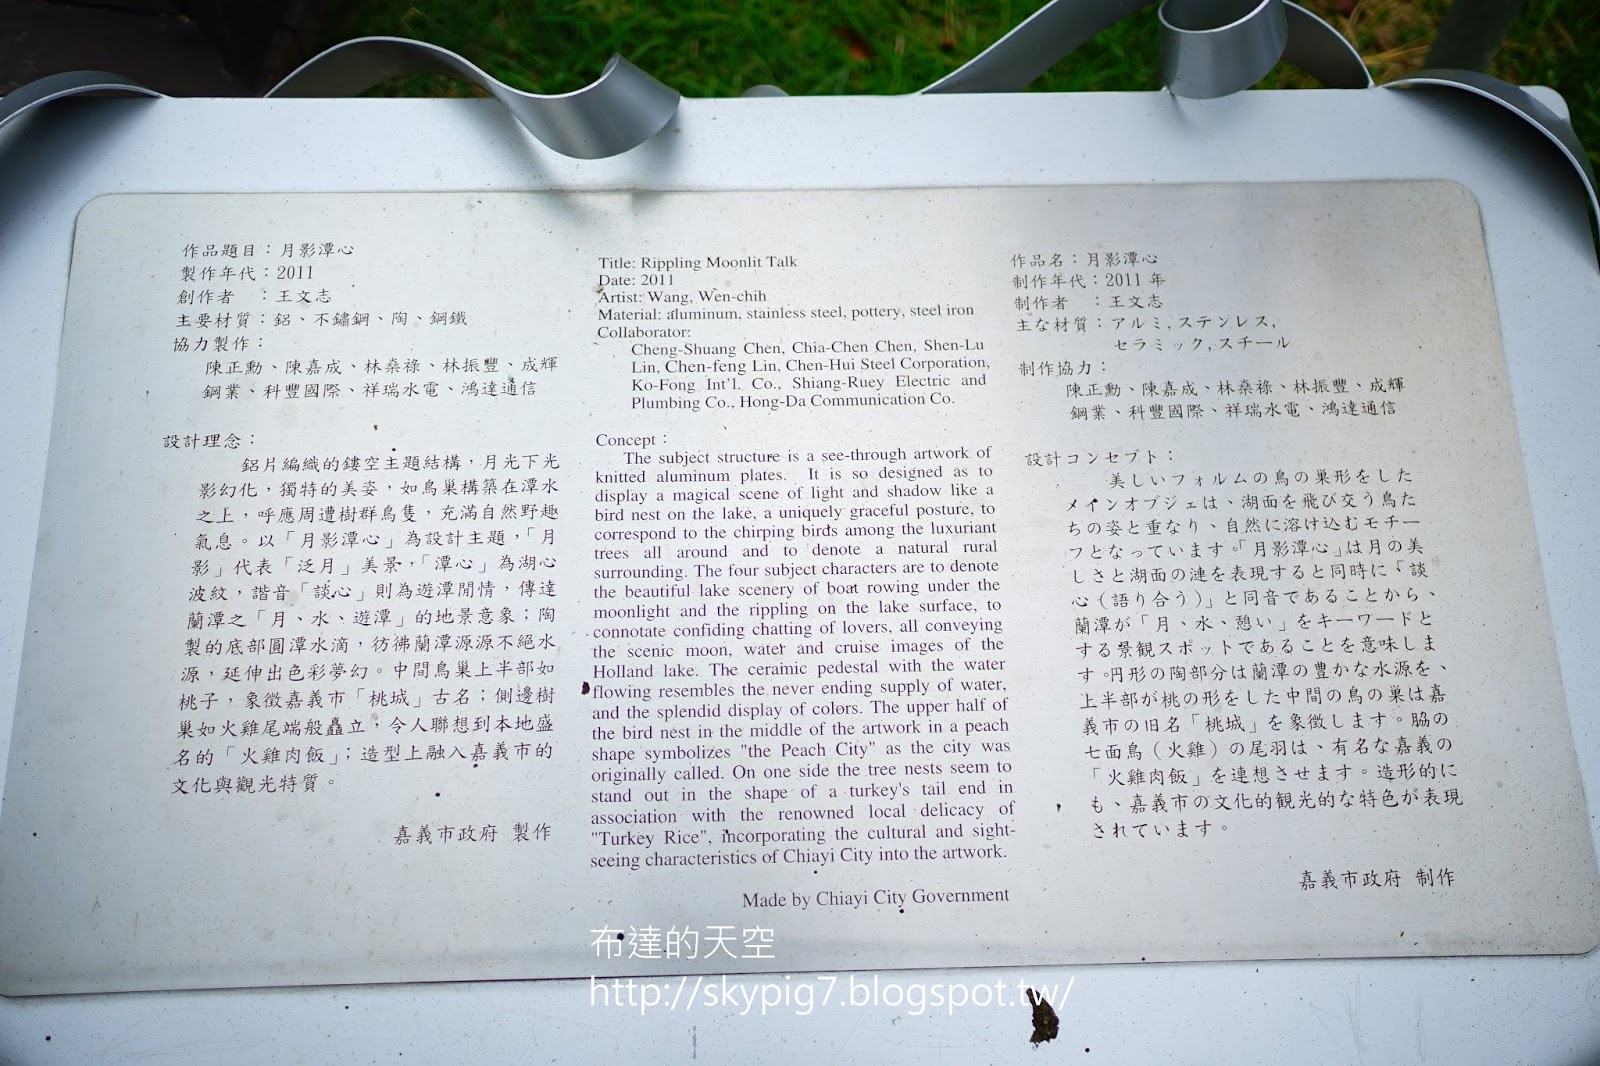 作品題目：月影潭心
製作年代：2011
創作者　：王文志
主要材質：鋁、不鏽鋼、陶、鋼鐵
協力製作：
陳正勳、陳嘉成、林燊祿、林振豐、成輝
鋼業、科豐國際、祥瑞水電、鴻達通信
設計理念：
鋁片編織的鏤空主題結構，月光下光
影幻化，獨特的美姿，如鳥巢構築在潭水
之上，呼應周遭樹群鳥隻，充滿自然野趣
氣息。以「月影潭心」為設計主題，「月
影」代表「泛月」美景，「潭心」為湖心
波紋，諧音「談心」則為遊潭閒情，傳達
蘭潭之「月、水、遊潭」的地景意象；陶
製的底部圓潭水滴，彷彿蘭潭源源不絕水
源，延伸出色彩夢幻。中間鳥巢上半部如
桃子，象徵嘉義市「桃城」古名；側邊樹
巢如火雞尾端般矗立，令人聯想到本地盛
名的「火雞肉飯」；造型上融入嘉義市的
文化與觀光特質。
嘉義市政府 製作
Title: Rippling Moonlit Talk
Date: 2011
Artist: Wang, Wen-chih
Material: aluminum, stainless steel, pottery, steel iron
Collaborator:
Cheng-Shuang Chen, Chia-Chen Chen, Shen-Lu
Lin, Chen-feng Lin, Chen-Hui Steel Corporation,
Ko-Fong Int'l. Co., Shiang-Ruey Electric and
Plumbing Co., Hong-Da Communication Co.
Concept：
The subject structure is a see-through artwork of
knitted aluminum plates. It is so designed as to
display a magical scene of light and shadow like a
bird nest on the lake, a uniquely graceful posture, to
correspond to the chirping birds among the luxuriant
trees all around and to denote a natural rural
surrounding. The four subject characters are to denote
the beautiful lake scenery of boat rowing under the
moonlight and the rippling on the lake surface, to
connotate confiding chatting of lovers, all conveying
the scenic moon, water and cruise images of the
Holland lake. The ceramic pedestal with the water
flowing resembles the never ending supply of water,
and the splendid display of colors. The upper half of
the bird nest in the middle of the artwork in a peach
shape symbolizes "the Peach City" as the city was
originally called. On one side the tree nests seem to
stand out in the shape of a turkey's tail end in
association with the renowned local delicacy of
"Turkey Rice", incorporating the cultural and sight-
seeing characteristics of Chiayi City into the artwork.
Made by Chiayi City Government
作品名：月影潭心
制作年代：2011 年
制作者　：王文志
主な材質：アルミ, ステンレス,
セラミック, スチール
制作協力：
陳正勳、陳嘉成、林燊祿、林振豐、成輝
鋼業、科豐國際、祥瑞水電、鴻達通信
設計コンセプト：
美しいフォルムの鳥の巣形をした
メインオブジェは、湖面を飛び交う鳥た
ちの姿と重なり、自然に溶け込むモチー
フとなっています。「月影潭心」は月の美
しさと湖面の漣を表現すると同時に「談
心（語り合う）」と同音であることから、
蘭潭が「月、水、憩い」をキーワードと
する景観スポットであることを意味しま
す。円形の陶部分は蘭潭の豊かな水源を、
上半部が桃の形をした中間の鳥の巣は嘉
義市の旧名「桃城」を象徴します。脇の
七面鳥（火雞）の尾羽は、有名な嘉義の
「火雞肉飯」を連想させます。造形的に
も、嘉義市の文化的観光的な特色が表現
されています。
嘉義市政府 制作
布達的天空
http://skypig7.blogspot.tw/